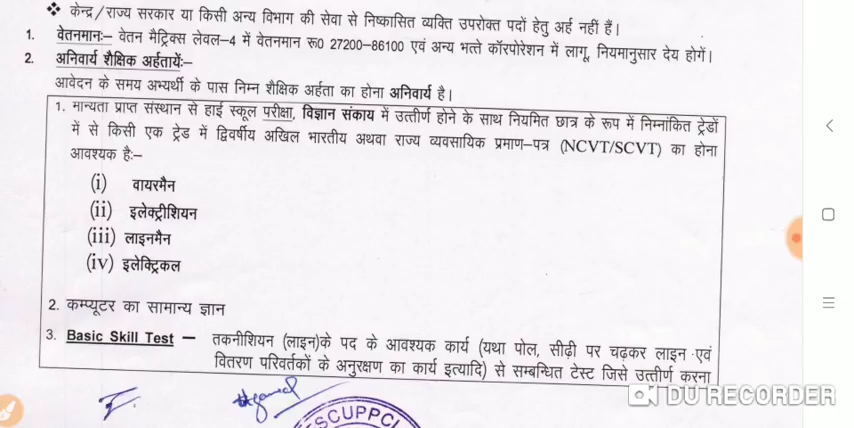 ❖ केन्द्र/राज्य सरकार या किसी अन्य विभाग की सेवा से निष्कासित व्यक्ति उपरोक्त पदों हेतु अर्ह नहीं हैं।
1. वेतनमानः– वेतन मैट्रिक्स लेवल–4 में वेतनमान रू0 27200–86100 एवं अन्य भत्ते कॉरपोरेशन में लागू, नियमानुसार देय होगें।
2. अनिवार्य शैक्षिक अर्हतायेंः–
आवेदन के समय अभ्यर्थी के पास निम्न शैक्षिक अर्हता का होना अनिवार्य है।
1. मान्यता प्राप्त संस्थान से हाई स्कूल परीक्षा, विज्ञान संकाय में उत्तीर्ण होने के साथ नियमित छात्र के रूप में निम्नांकित ट्रेडों
में से किसी एक ट्रेड में द्विवर्षीय अखिल भारतीय अथवा राज्य व्यवसायिक प्रमाण–पत्र (NCVT/SCVT) का होना
आवश्यक हैः–
(i) वायरमैन
(ii) इलेक्ट्रीशियन
(iii) लाइनमैन
(iv) इलेक्ट्रिकल
2. कम्प्यूटर का सामान्य ज्ञान
3. Basic Skill Test – तकनीशियन (लाइन)के पद के आवश्यक कार्य (यथा पोल, सीढ़ी पर चढ़कर लाइन एवं
वितरण परिवर्तकों के अनुरक्षण का कार्य इत्यादि) से सम्बन्धित टेस्ट जिसे उत्तीर्ण करना
DU RECORDER